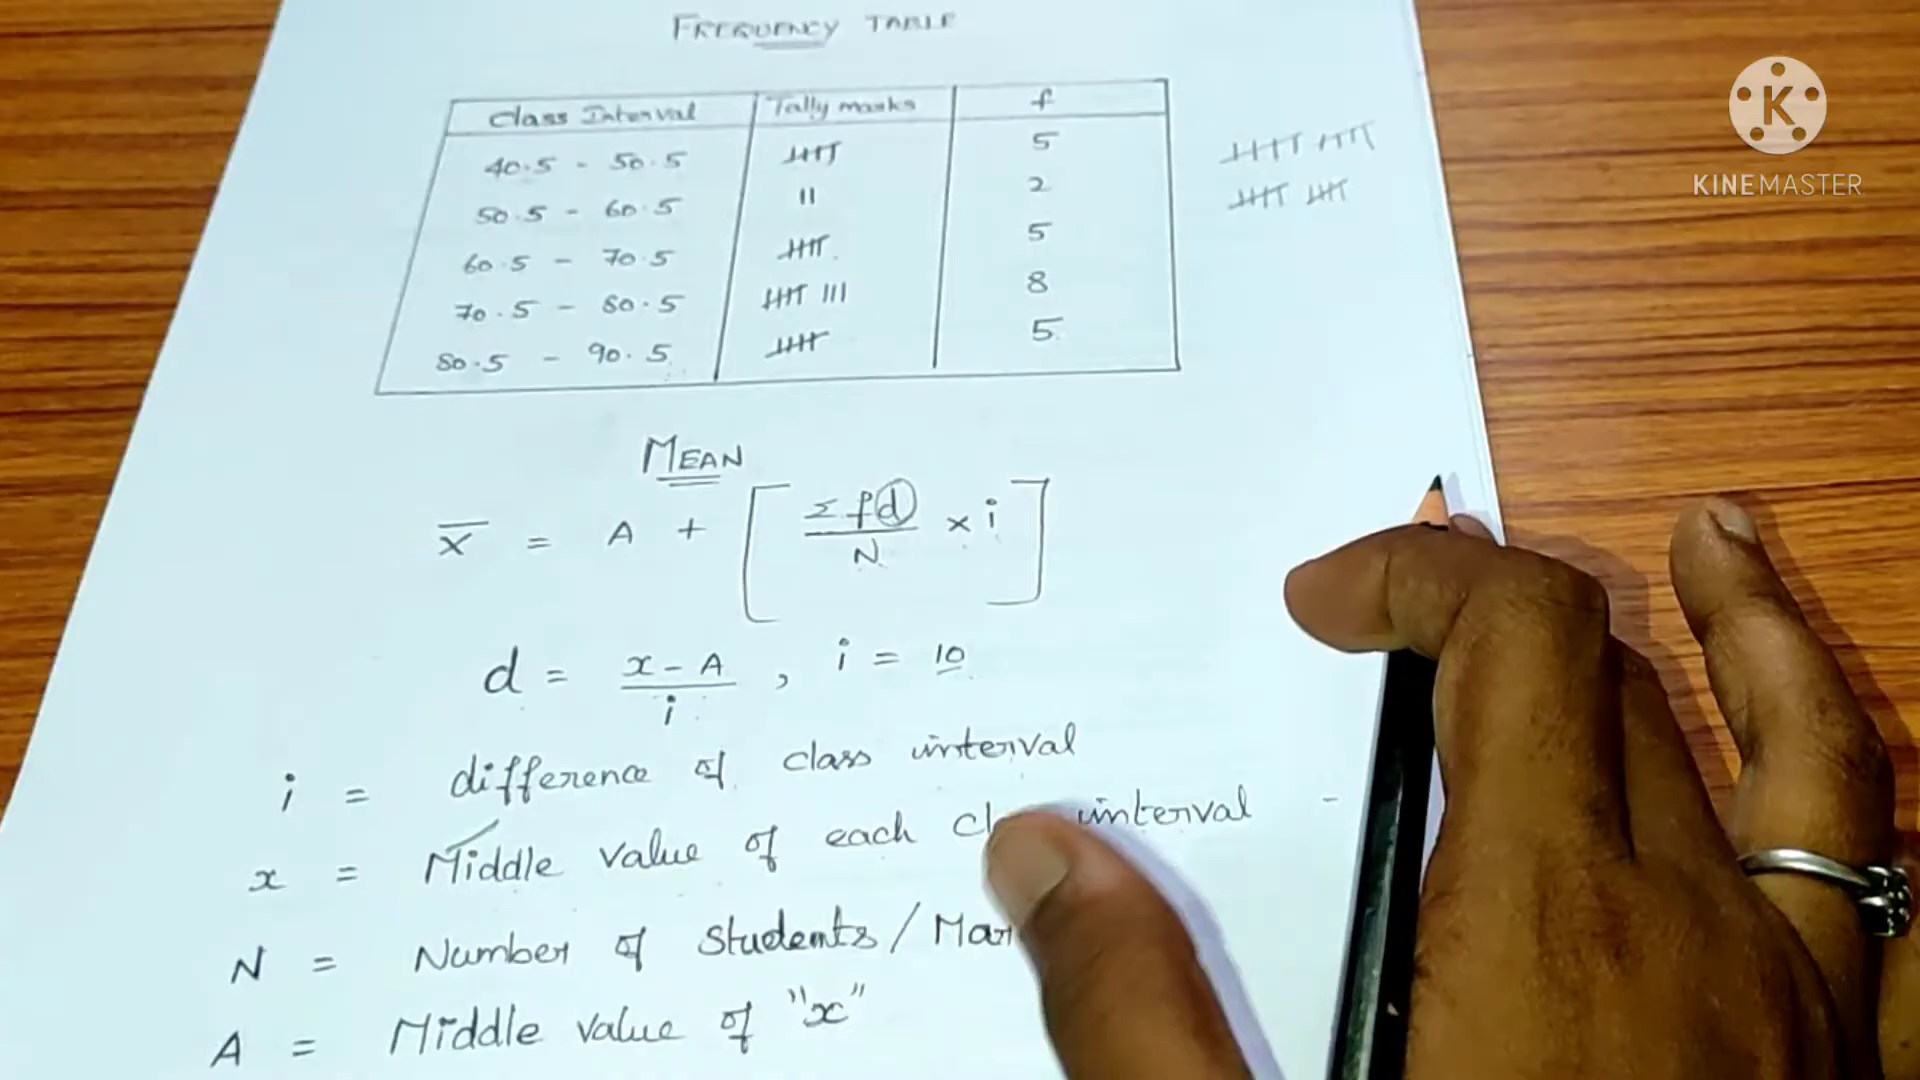 FREQUENCY TABLE
Class Interval Tally marks f
40.5 - 50.5 5
50.5 - 60.5 || 2
60.5 - 70.5 5
70.5 - 80.5 ||| 8
80.5 - 90.5 5
K
KINEMASTER
MEAN
x̄ = A + [ Σfd / N × i ]
d = x - A / i , i = 10
i = difference of class interval
x = Middle value of each interval -
N = Number of students /
A = Middle value of "x"